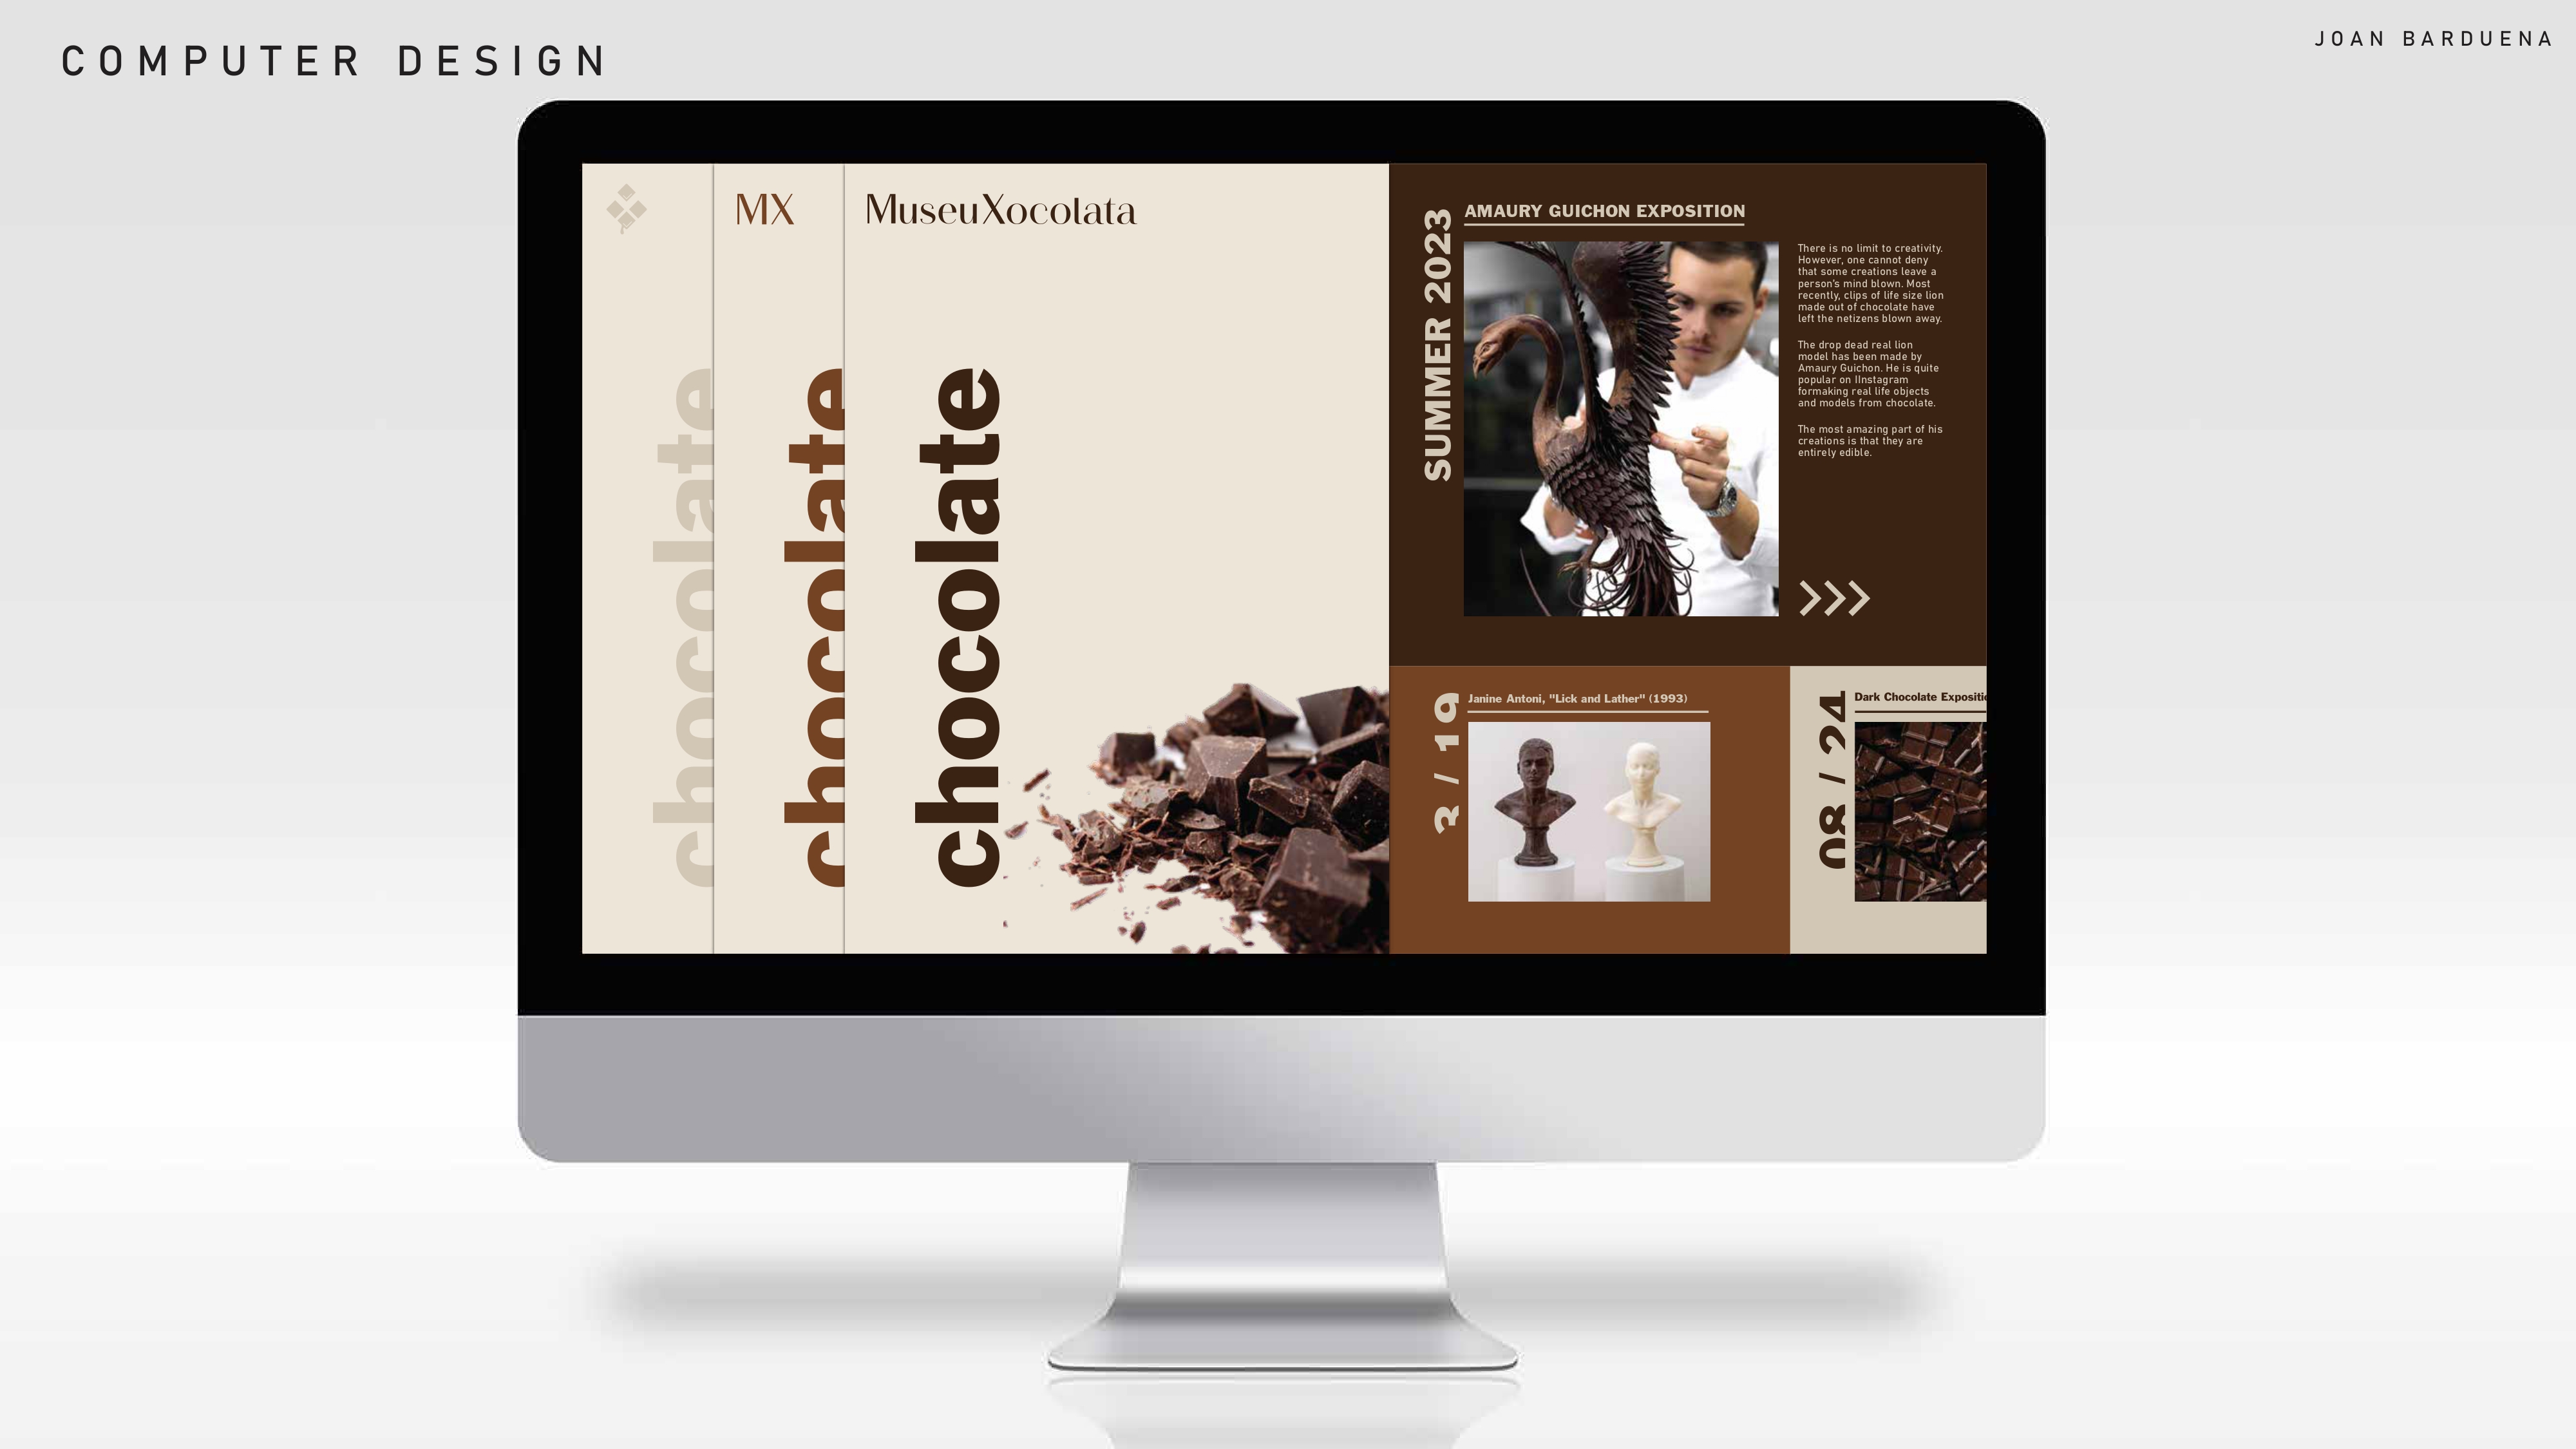 COMPUTER DESIGN
JOAN BARDUENA
MX
MuseuXocolata
chocolate
chocolate
chocolate
SUMMER 2023
AMAURY GUICHON EXPOSITION
There is no limit to creativity.
However, one cannot deny
that some creations leave a
person's mind blown. Most
recently, clips of life size lion
made out of chocolate have
left the netizens blown away.
The drop dead real lion
model has been made by
Amaury Guichon. He is quite
popular on IInstagram
formaking real life objects
and models from chocolate.
The most amazing part of his
creations is that they are
entirely edible.
>>>
3 / 19
Janine Antoni, "Lick and Lather" (1993)
08 / 24
Dark Chocolate Expositio